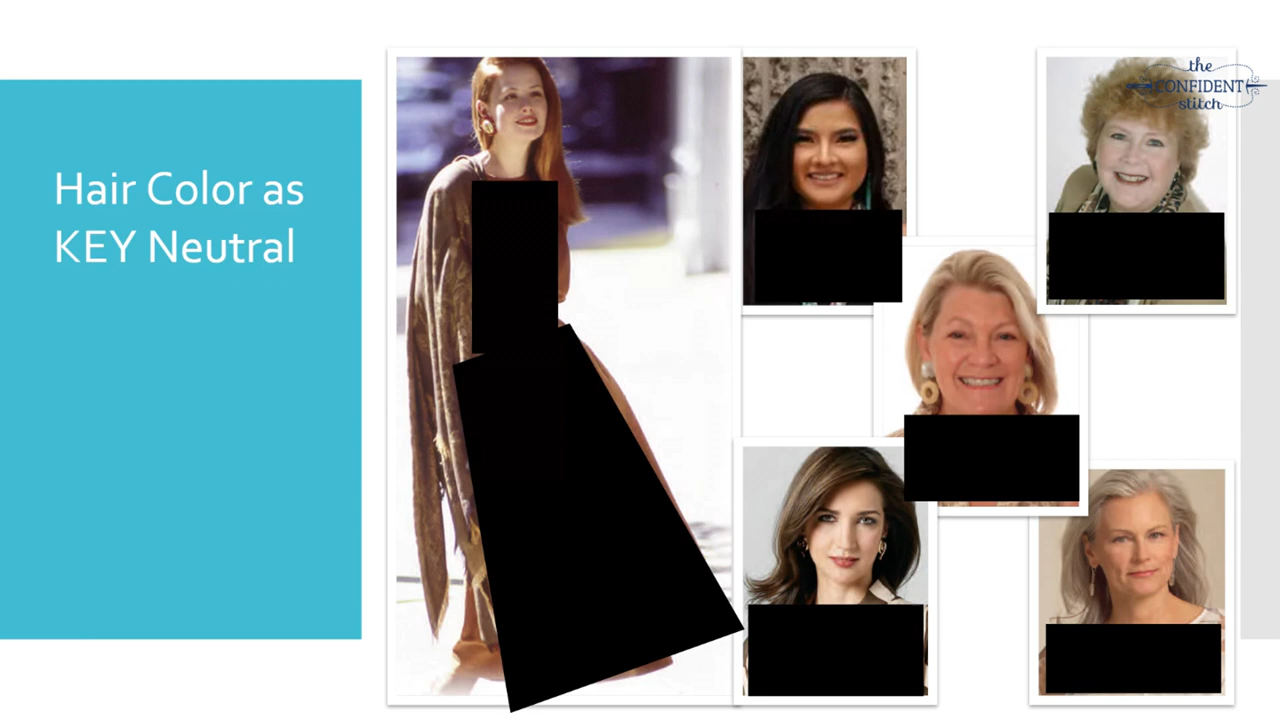 Hair Color as
KEY Neutral
the
CONFIDENT
stitch